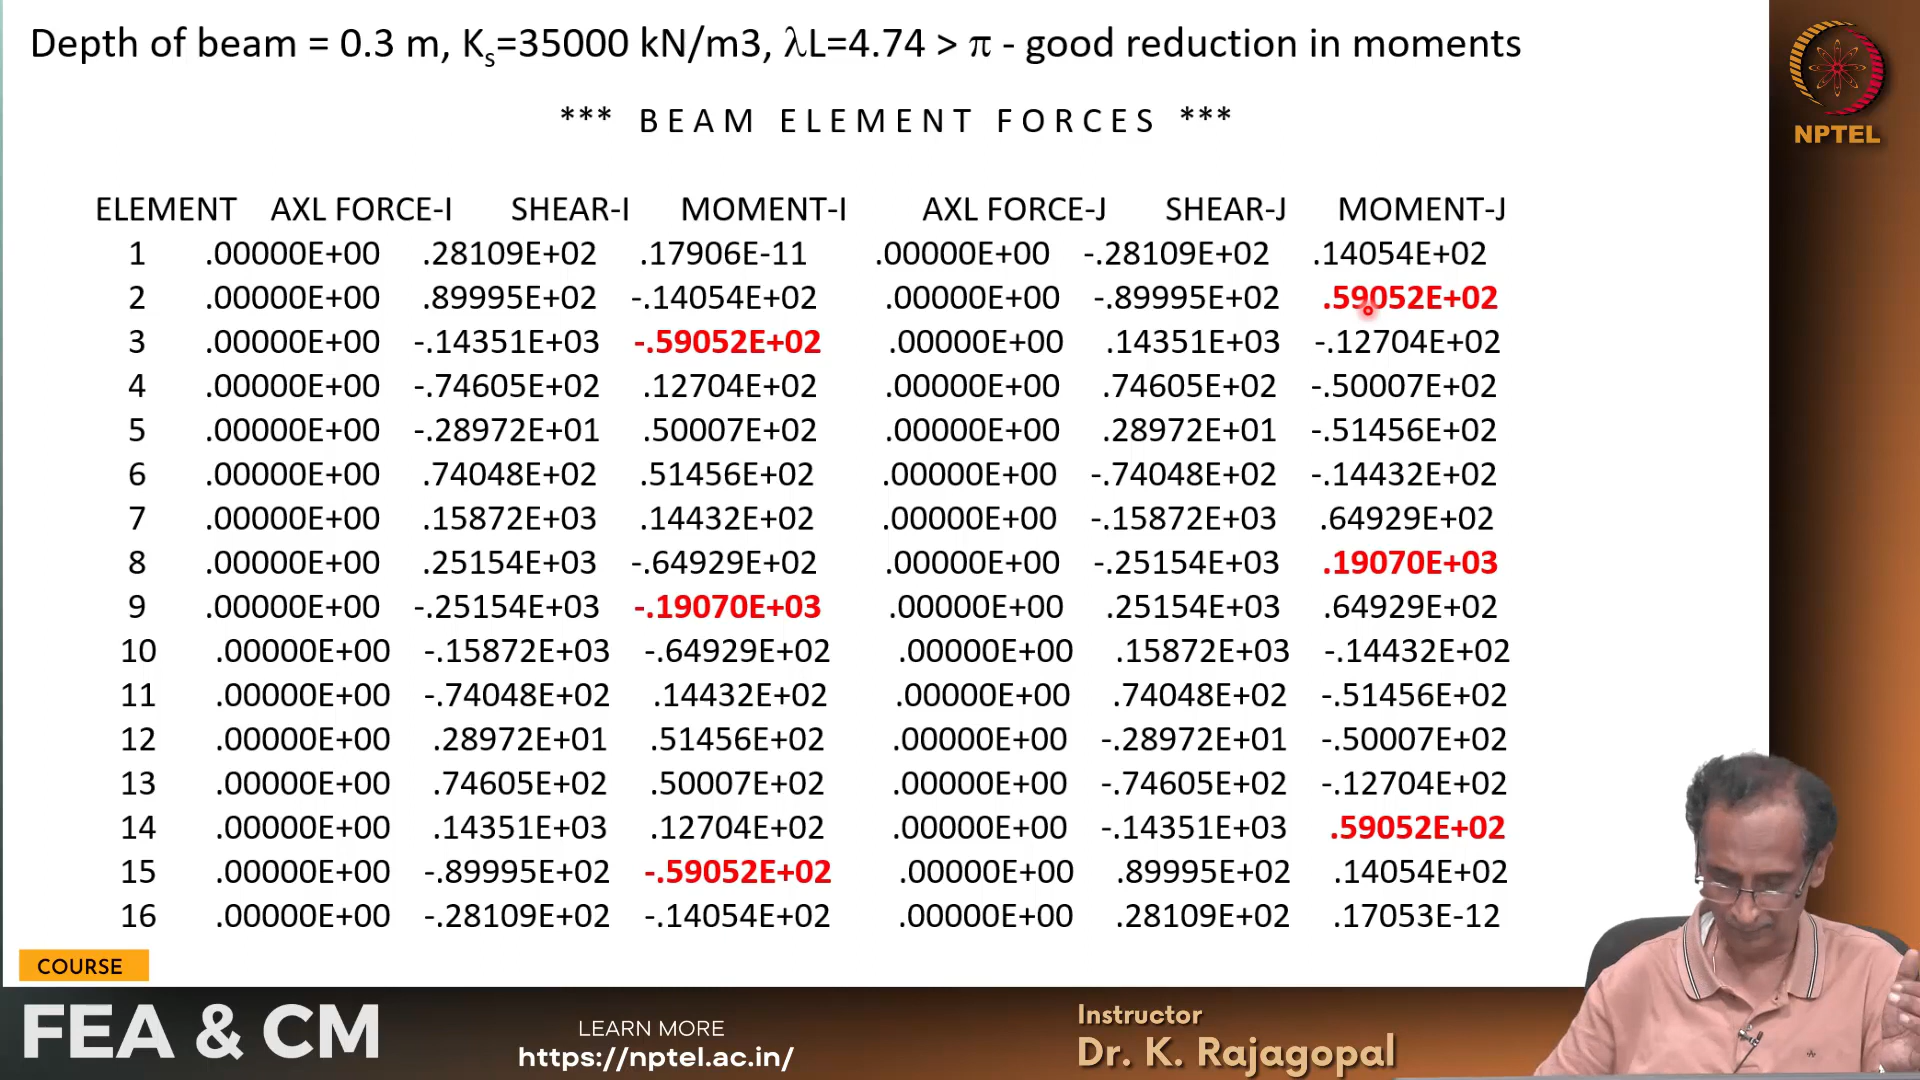 Depth of beam = 0.3 m, Ks=35000 kN/m3, λL=4.74 > π - good reduction in moments
*** B E A M   E L E M E N T   F O R C E S ***
NPTEL
ELEMENT AXL FORCE-I SHEAR-I MOMENT-I AXL FORCE-J SHEAR-J MOMENT-J
1 .00000E+00 .28109E+02 .17906E-11 .00000E+00 -.28109E+02 .14054E+02
2 .00000E+00 .89995E+02 -.14054E+02 .00000E+00 -.89995E+02 .59052E+02
3 .00000E+00 -.14351E+03 -.59052E+02 .00000E+00 .14351E+03 -.12704E+02
4 .00000E+00 -.74605E+02 .12704E+02 .00000E+00 .74605E+02 -.50007E+02
5 .00000E+00 -.28972E+01 .50007E+02 .00000E+00 .28972E+01 -.51456E+02
6 .00000E+00 .74048E+02 .51456E+02 .00000E+00 -.74048E+02 -.14432E+02
7 .00000E+00 .15872E+03 .14432E+02 .00000E+00 -.15872E+03 .64929E+02
8 .00000E+00 .25154E+03 -.64929E+02 .00000E+00 -.25154E+03 .19070E+03
9 .00000E+00 -.25154E+03 -.19070E+03 .00000E+00 .25154E+03 .64929E+02
10 .00000E+00 -.15872E+03 -.64929E+02 .00000E+00 .15872E+03 -.14432E+02
11 .00000E+00 -.74048E+02 .14432E+02 .00000E+00 .74048E+02 -.51456E+02
12 .00000E+00 .28972E+01 .51456E+02 .00000E+00 -.28972E+01 -.50007E+02
13 .00000E+00 .74605E+02 .50007E+02 .00000E+00 -.74605E+02 -.12704E+02
14 .00000E+00 .14351E+03 .12704E+02 .00000E+00 -.14351E+03 .59052E+02
15 .00000E+00 -.89995E+02 -.59052E+02 .00000E+00 .89995E+02 .14054E+02
16 .00000E+00 -.28109E+02 -.14054E+02 .00000E+00 .28109E+02 .17053E-12
COURSE
FEA & CM
LEARN MORE
https://nptel.ac.in/
Instructor
Dr. K. Rajagopal